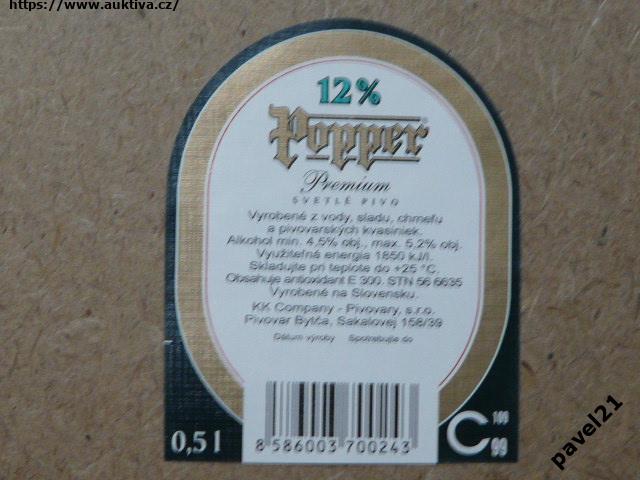 https://www.auktiva.cz/
12%
Popper
Premium
SVETLÉ PIVO
Vyrobené z vody, sladu, chmeľu
a pivovarských kvasiniek.
Alkohol min. 4,5% obj., max. 5,2% obj.
Využiteľná energia 1850 kJ/l.
Skladujte pri teplote do +25 °C.
Obsahuje antioxidant E 300. STN 56 6635
Vyrobené na Slovensku.
KK Company - Pivovary, s.r.o.
Pivovar Bytča, Sakalovej 158/39
Dátum výroby Spotrebujte do
8 586003 700243
0,5 l
C 199
99
pavel21